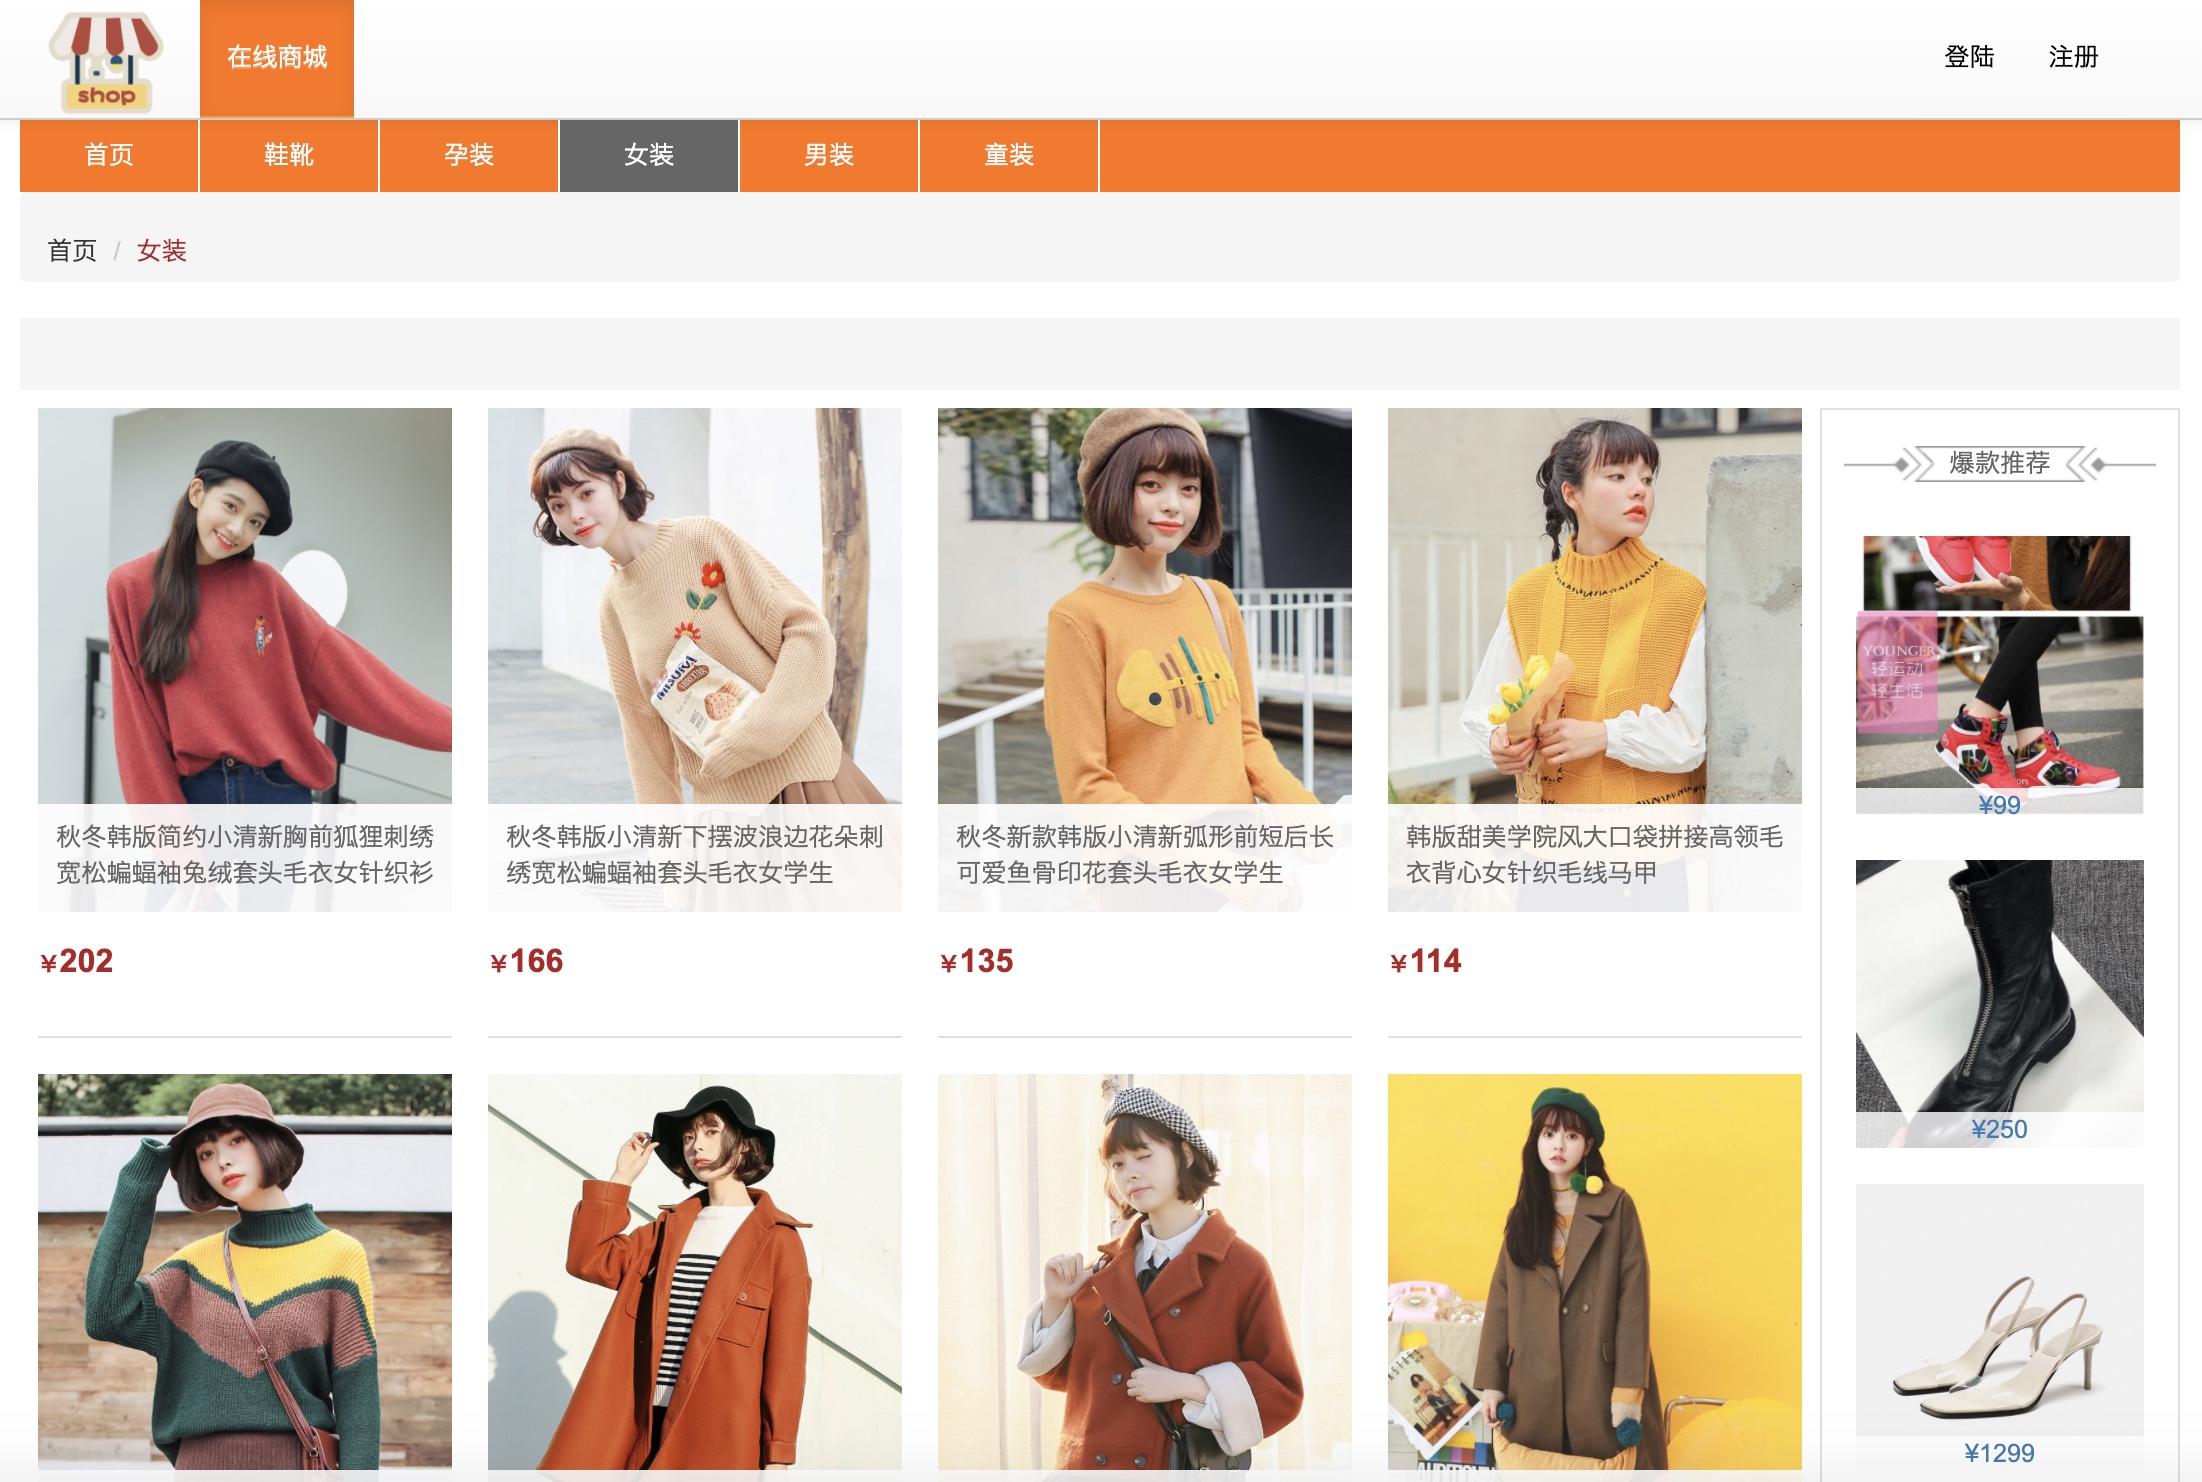 shop
在线商城
登陆
注册
首页
鞋靴
孕装
女装
男装
童装
首页 / 女装
爆款推荐
MISURA
秋冬韩版简约小清新胸前狐狸刺绣
宽松蝙蝠袖兔绒套头毛衣女针织衫
¥202
秋冬韩版小清新下摆波浪边花朵刺
绣宽松蝙蝠袖套头毛衣女学生
¥166
秋冬新款韩版小清新弧形前短后长
可爱鱼骨印花套头毛衣女学生
¥135
韩版甜美学院风大口袋拼接高领毛
衣背心女针织毛线马甲
¥114
YOUNGER
轻运动
轻生活
¥99
¥250
¥1299